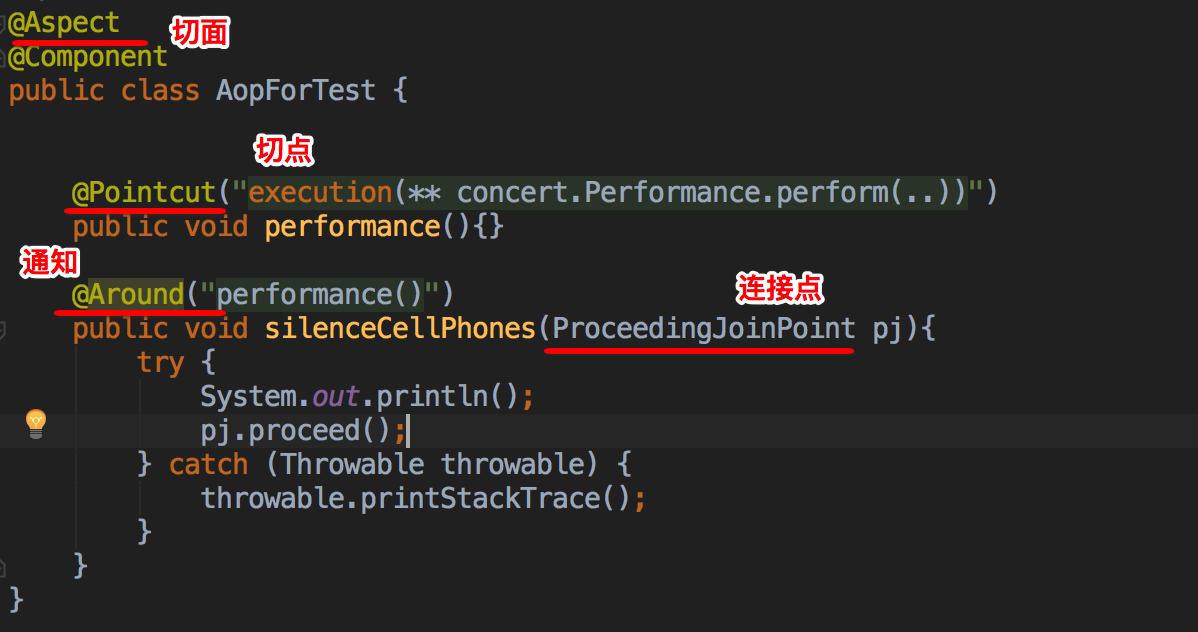 @Aspect 切面
@Component
public class AopForTest {
切点
@Pointcut("execution(** concert.Performance.perform(..))")
public void performance(){}
通知
@Around("performance()")
连接点
public void silenceCellPhones(ProceedingJoinPoint pj){
try {
System.out.println();
pj.proceed();
} catch (Throwable throwable) {
throwable.printStackTrace();
}
}
}